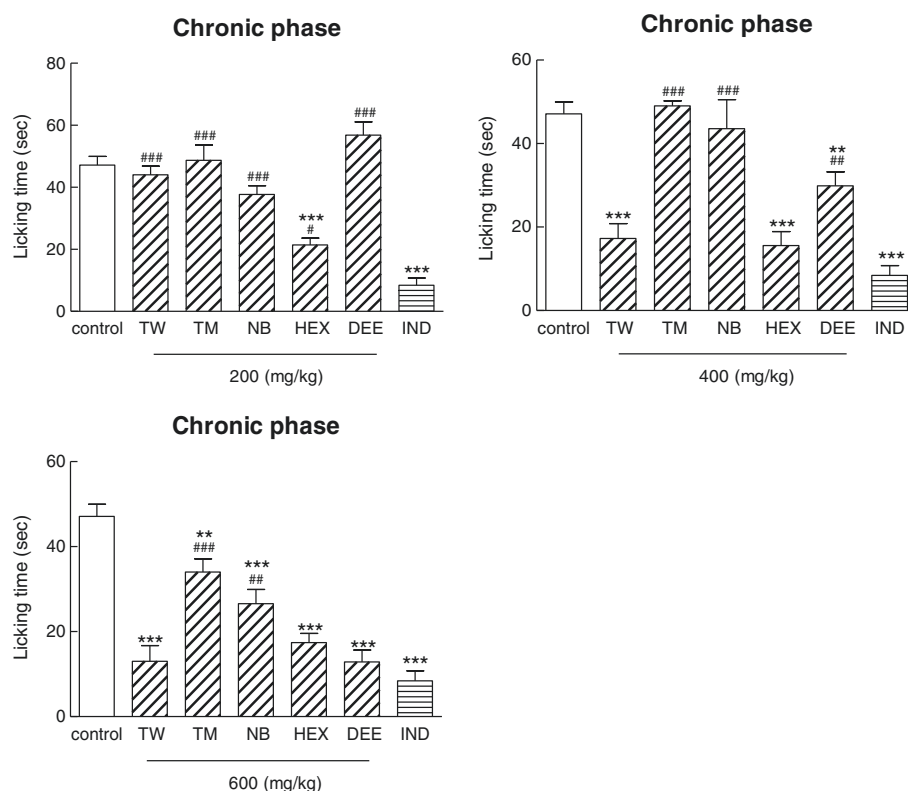 Chronic phase
80
60
40
20
0
Licking time (sec)
###
###
###
***
#
###
***
control TW TM NB HEX DEE IND
200 (mg/kg)
Chronic phase
60
40
20
0
Licking time (sec)
***
###
###
***
**
##
***
control TW TM NB HEX DEE IND
400 (mg/kg)
Chronic phase
60
40
20
0
Licking time (sec)
***
**
###
***
##
***
***
***
control TW TM NB HEX DEE IND
600 (mg/kg)